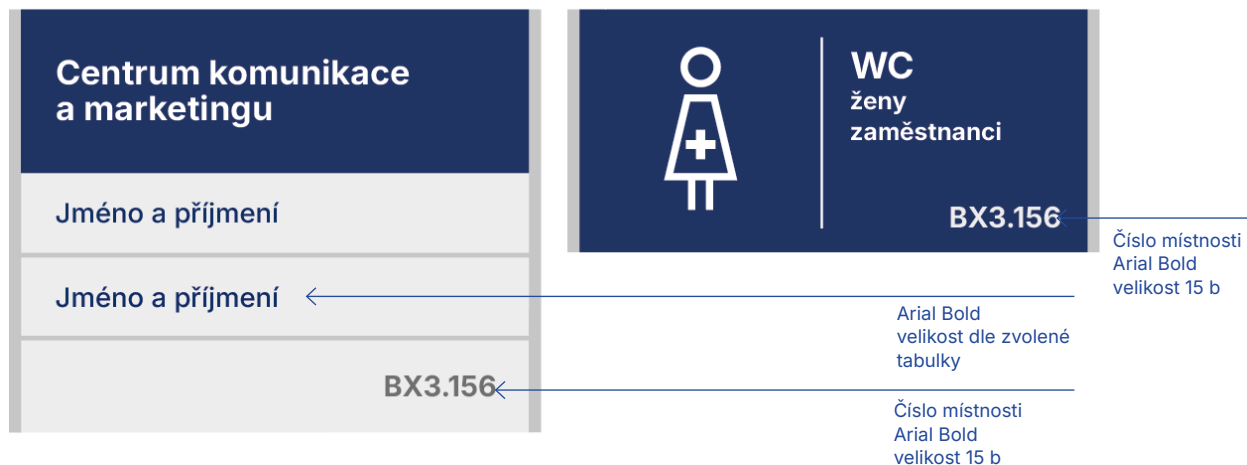 Centrum komunikace
a marketingu
Jméno a příjmení
Jméno a příjmení
BX3.156
WC
ženy
zaměstnanci
BX3.156
Číslo místnosti
Arial Bold
velikost 15 b
Arial Bold
velikost dle zvolené
tabulky
Číslo místnosti
Arial Bold
velikost 15 b